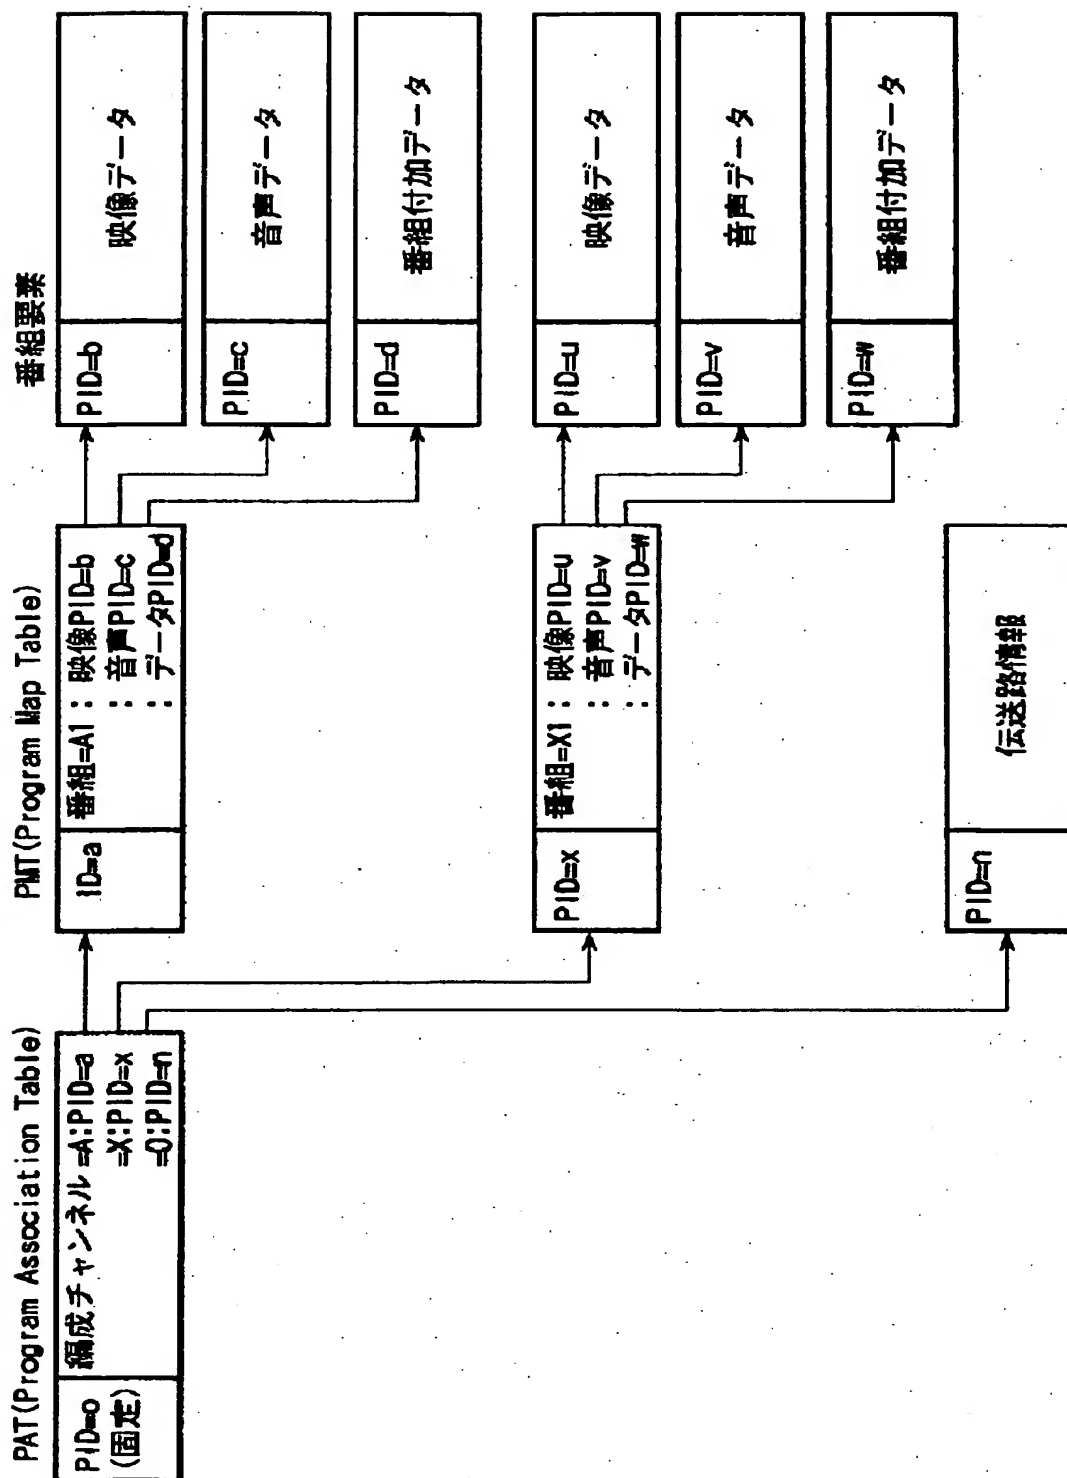 PAT(Program Association Table)
PID=o
(固定)
編成チャンネル=A:PID=a
=X:PID=x
=0:PID=n
PMT(Program Map Table)
ID=a
番組=A1 : 映像PID=b
: 音声PID=c
: データPID=d
PID=x
番組=X1 : 映像PID=u
: 音声PID=v
: データPID=w
PID=n
伝送路情報
番組要素
PID=b
映像データ
PID=c
音声データ
PID=d
番組付加データ
PID=u
映像データ
PID=v
音声データ
PID=w
番組付加データ